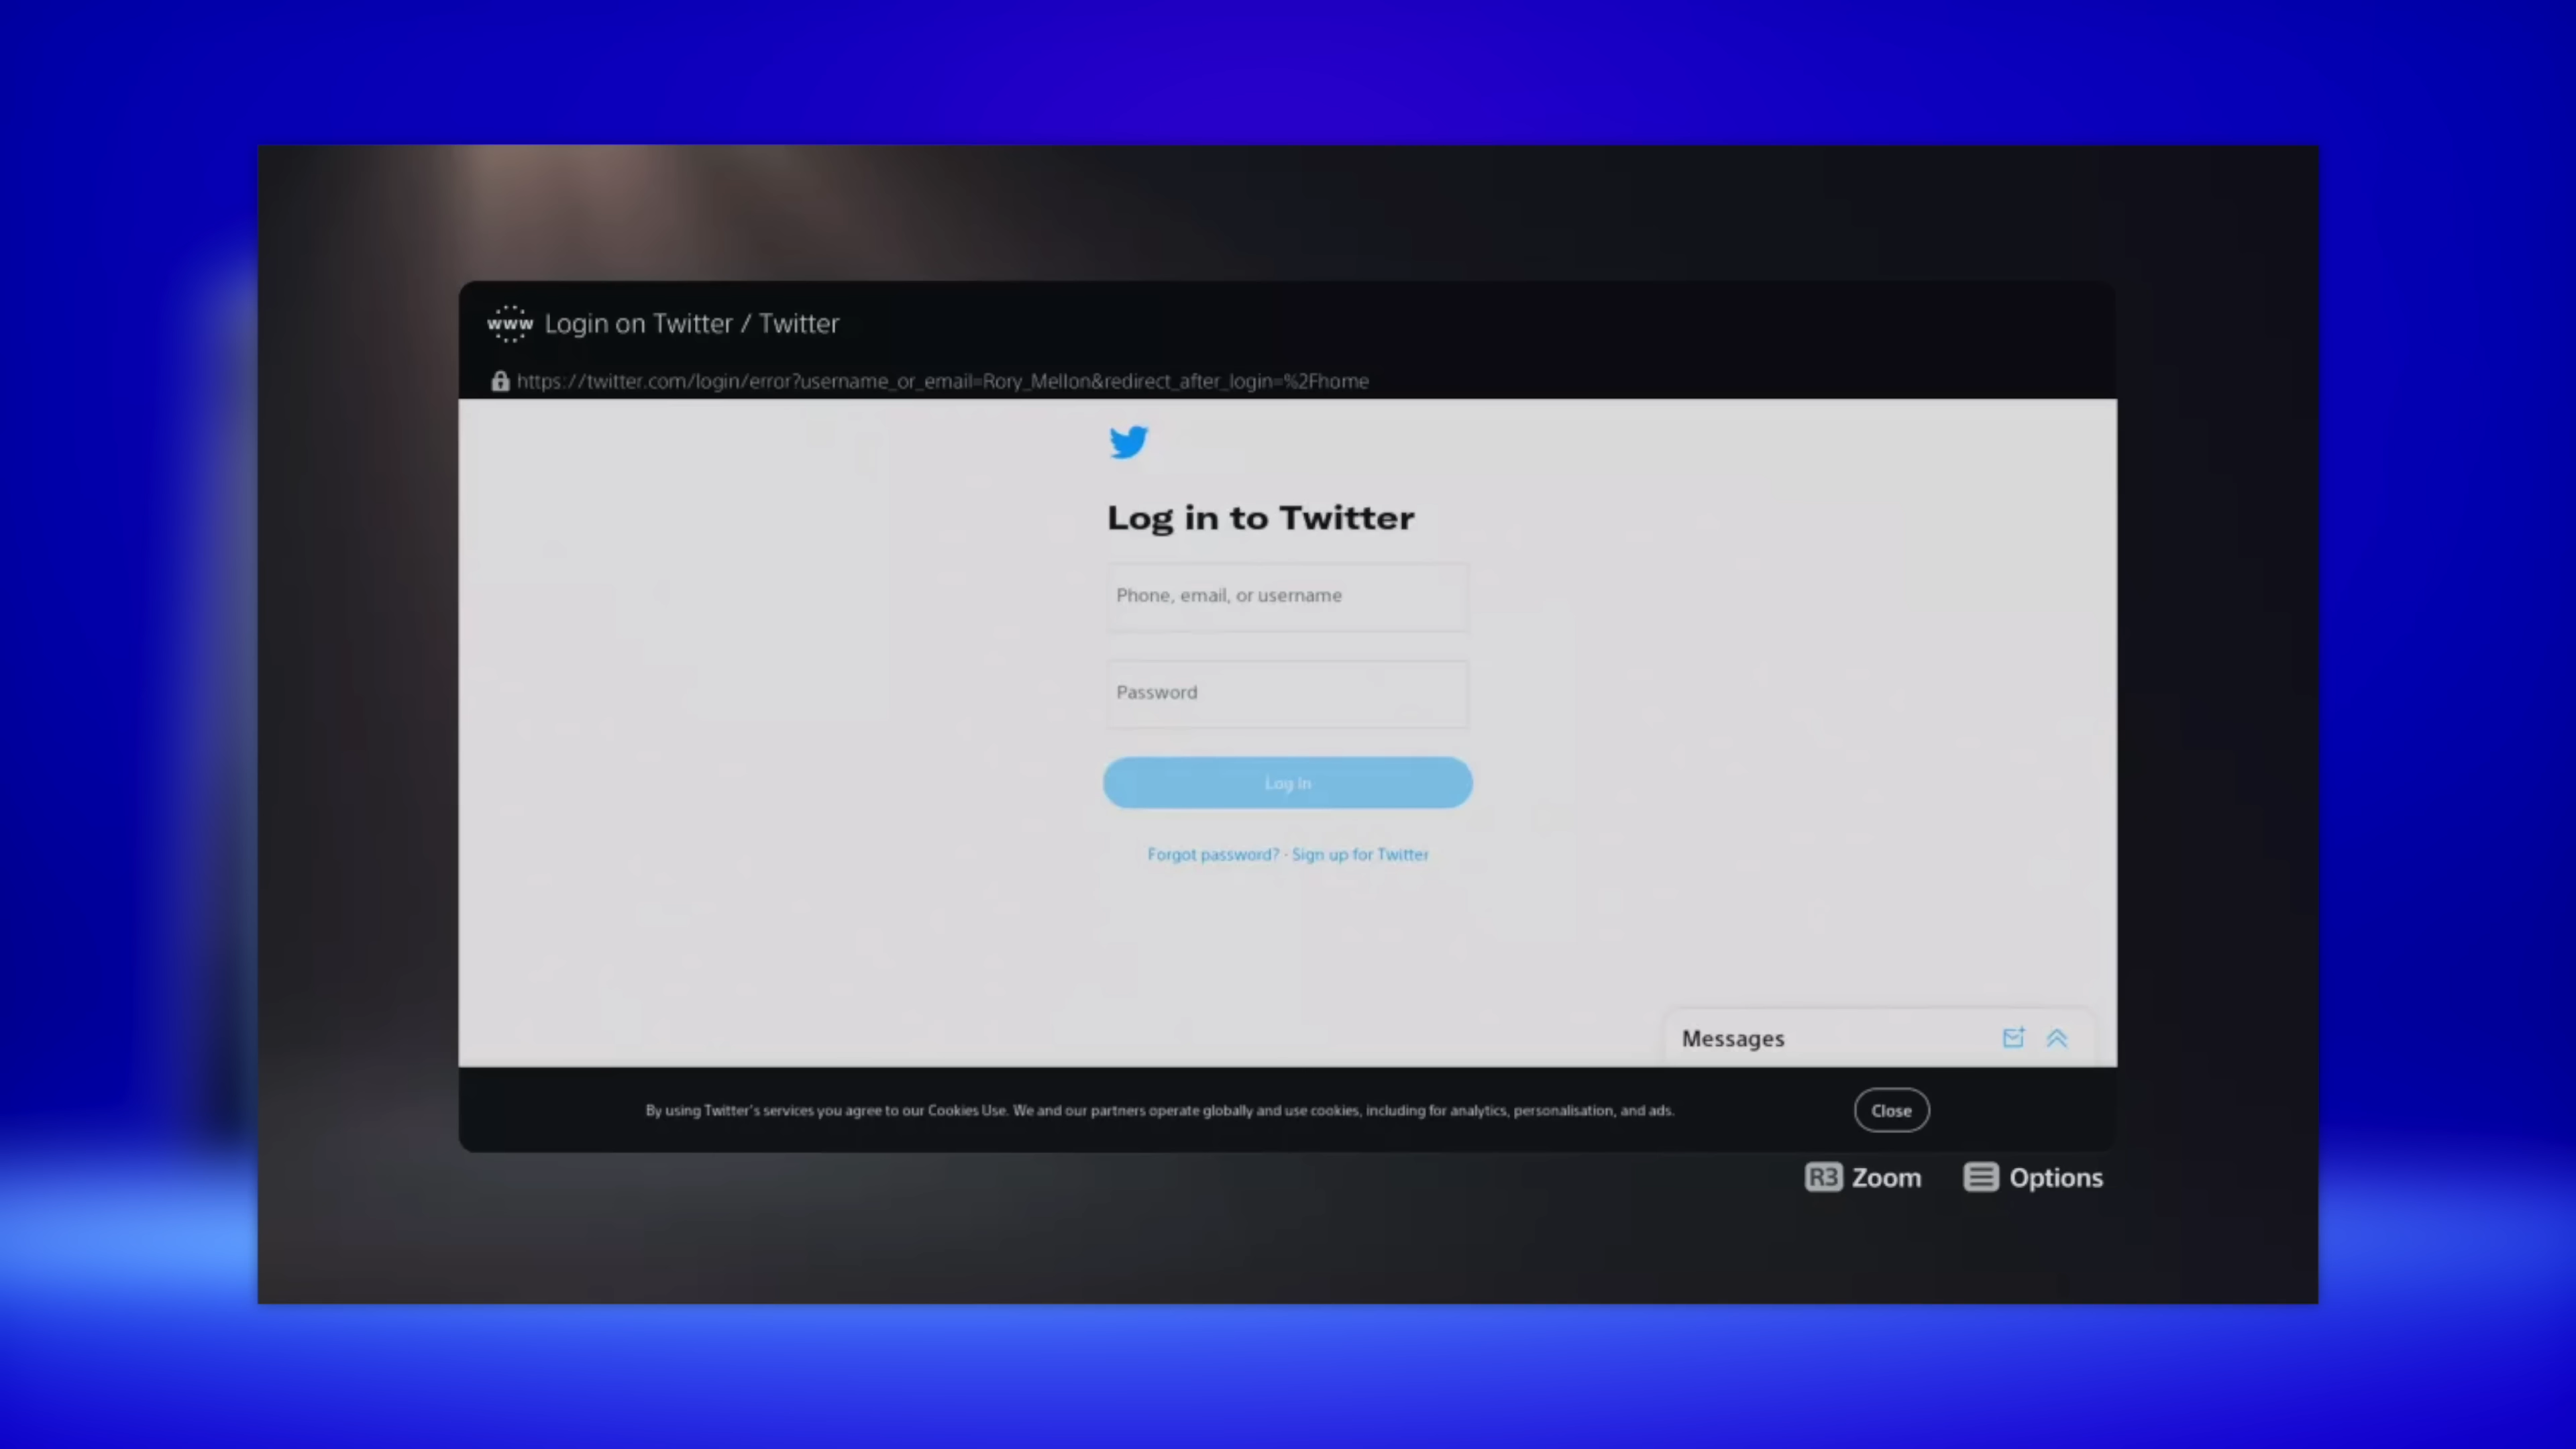 www Login on Twitter / Twitter
https://twitter.com/login/error?username_or_email=Rory_Mellon&redirect_after_login=%2Fhome
Log in to Twitter
Phone, email, or username
Password
Log In
Forgot password? · Sign up for Twitter
Messages
By using Twitter's services you agree to our Cookies Use. We and our partners operate globally and use cookies, including for analytics, personalisation, and ads.
Close
R3 Zoom Options